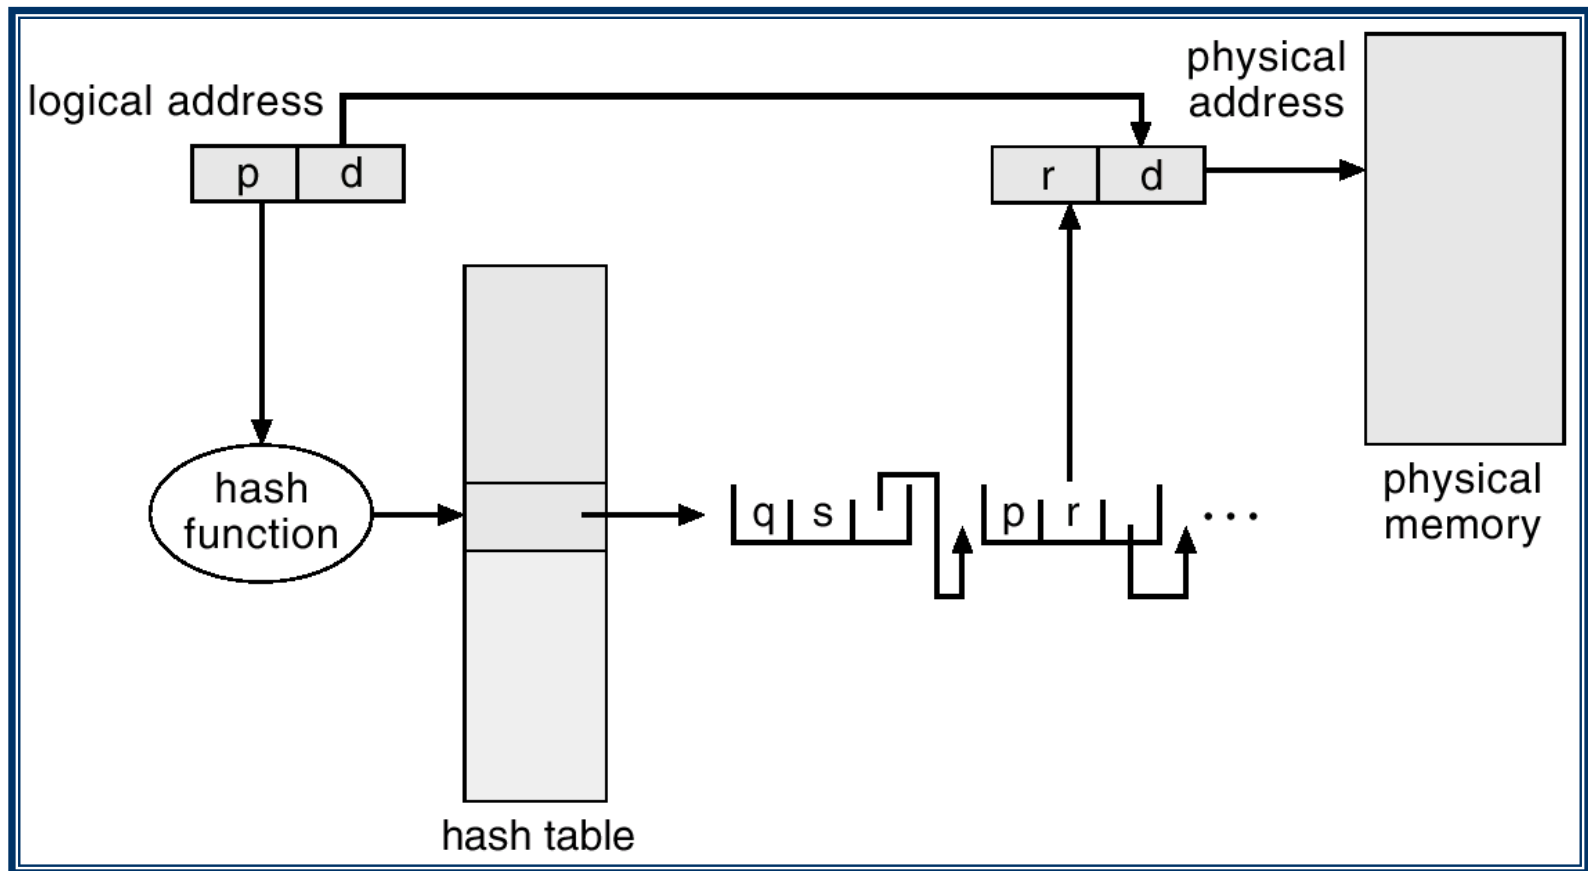 logical address
physical
address
p d
r d
hash
function
q s
p r
...
physical
memory
hash table